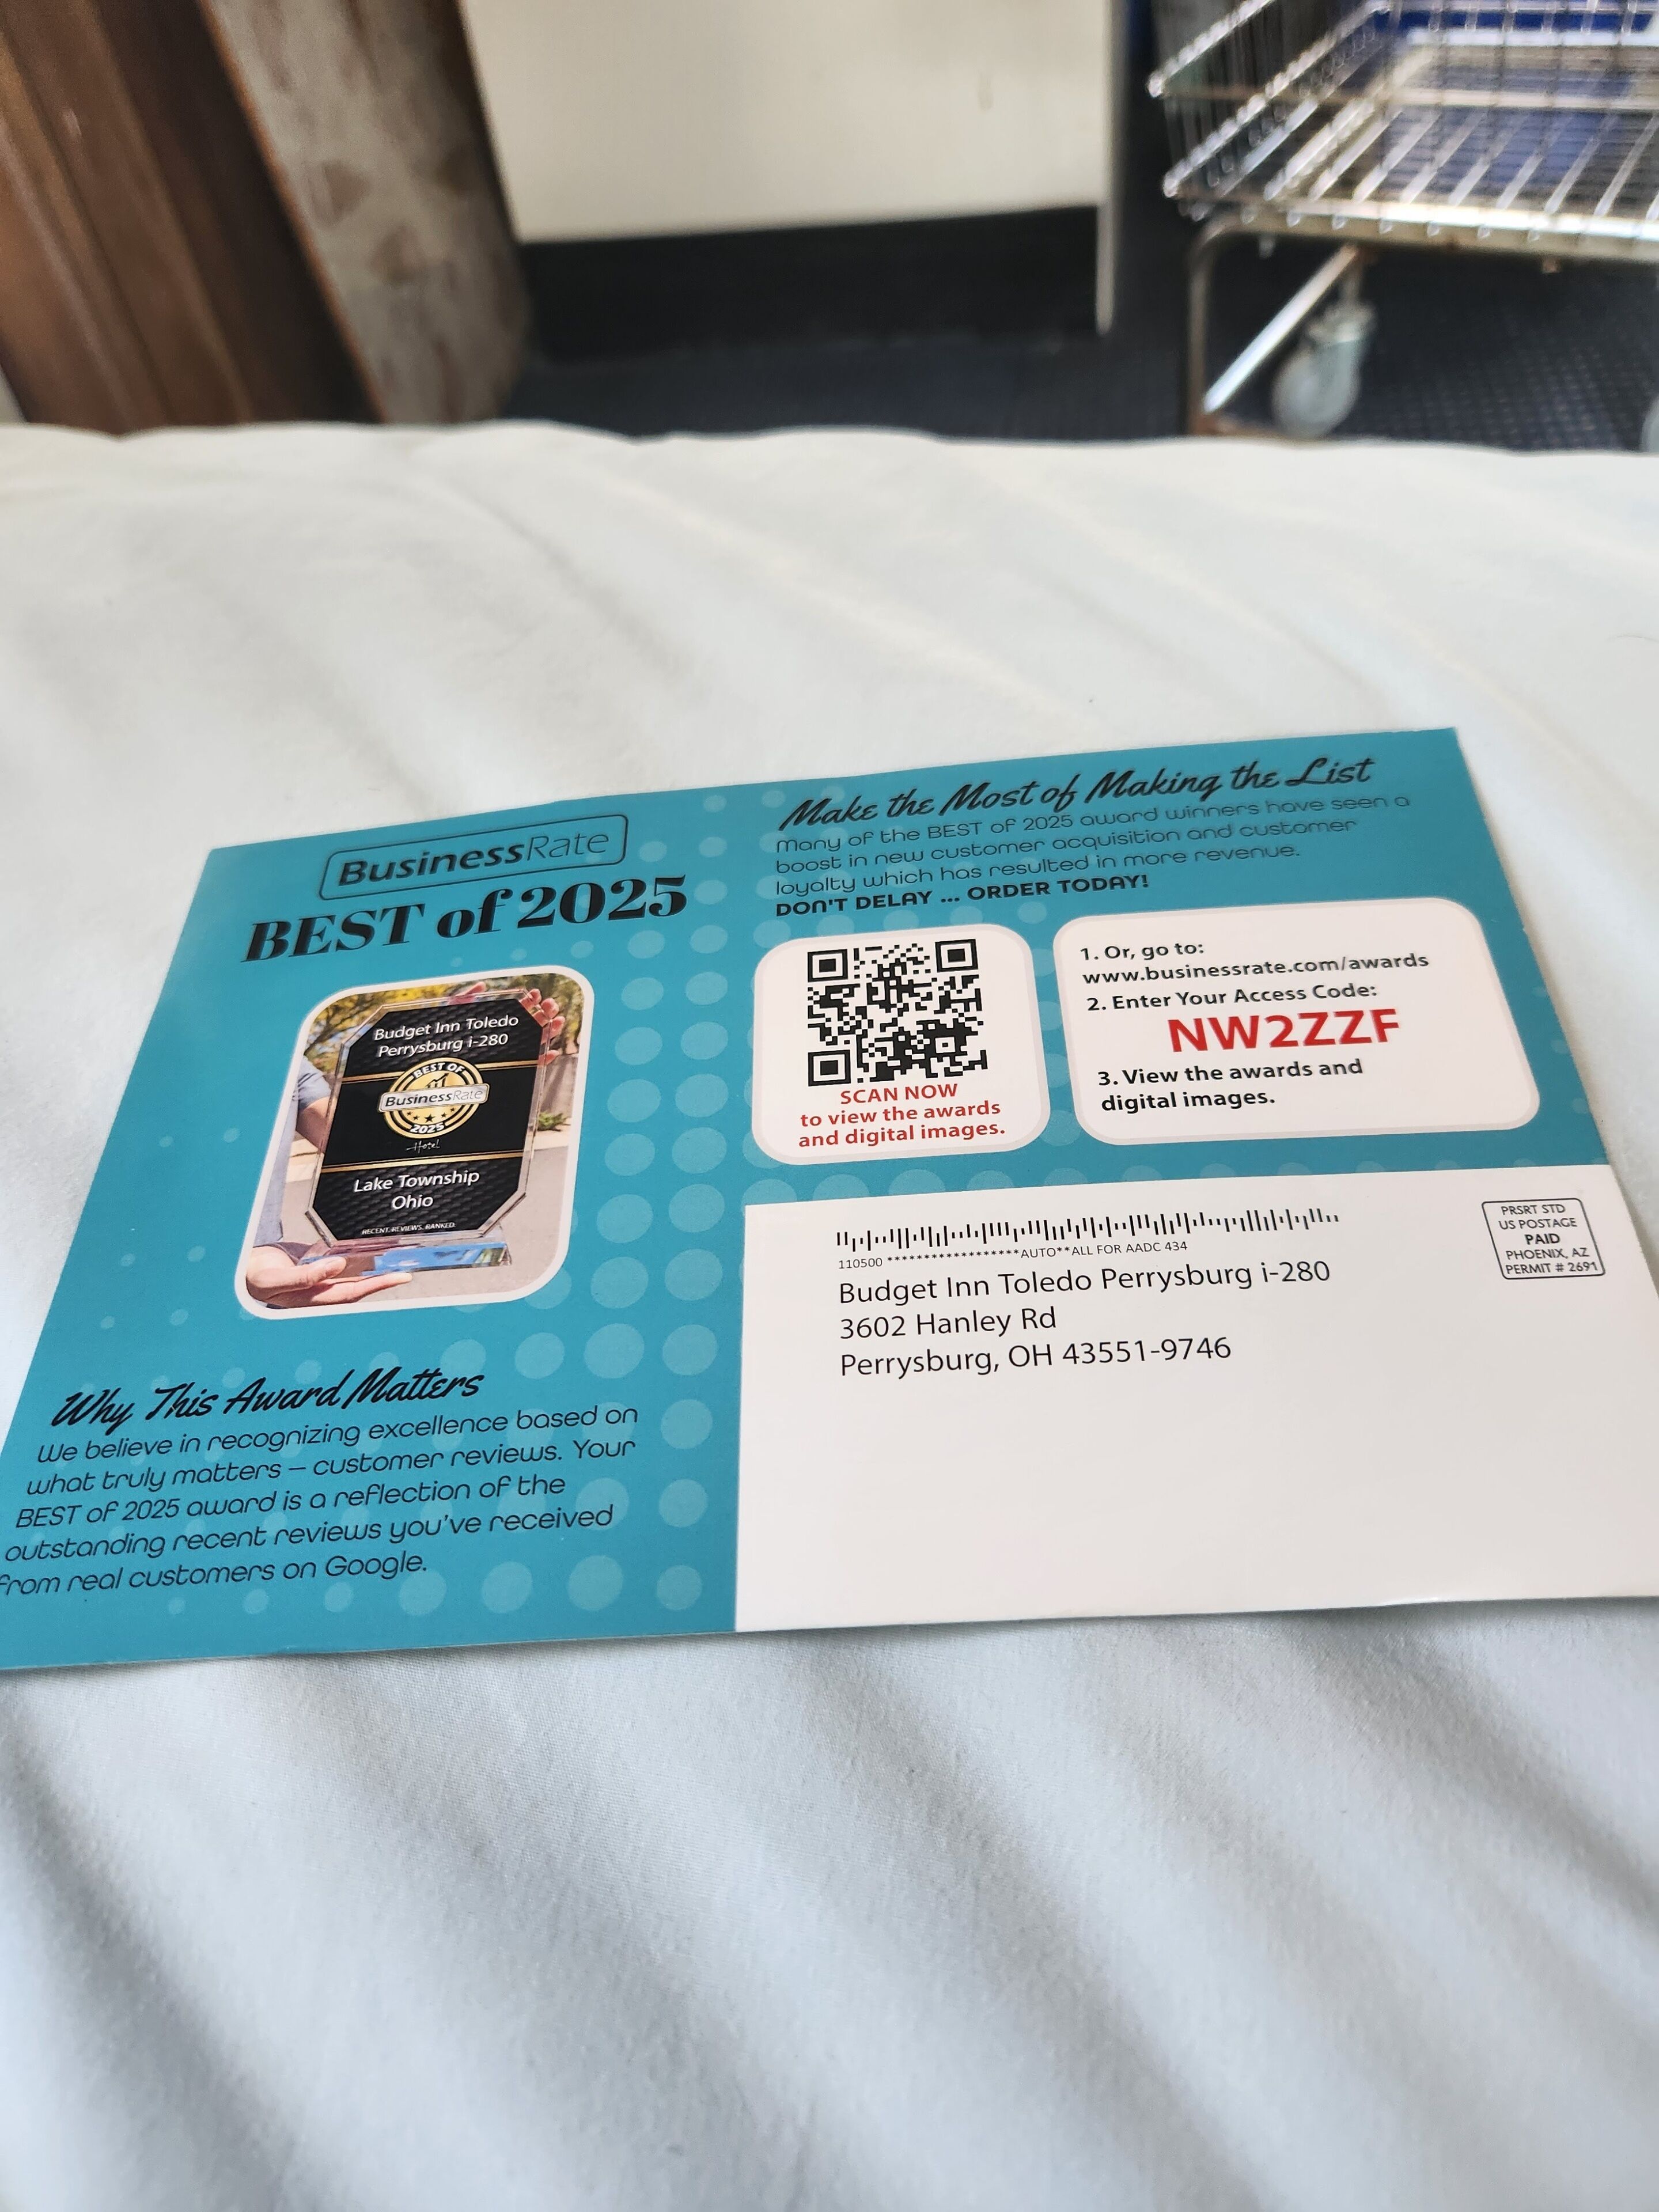 BusinessRate
BEST of 2025
Budget Inn Toledo
Perrysburg i-280
BEST OF
BusinessRate
2025
Hotel
Lake Township
Ohio
RECENT. REVIEWS. RANKED.
Why This Award Matters
We believe in recognizing excellence based on
what truly matters – customer reviews. Your
BEST of 2025 award is a reflection of the
outstanding recent reviews you've received
from real customers on Google.
Make the Most of Making the List
Many of the BEST of 2025 award winners have seen a
boost in new customer acquisition and customer
loyalty which has resulted in more revenue.
DON'T DELAY ... ORDER TODAY!
SCAN NOW
to view the awards
and digital images.
1. Or, go to:
www.businessrate.com/awards
2. Enter Your Access Code:
NW2ZZF
3. View the awards and
digital images.
110500 ******************AUTO**ALL FOR AADC 434
Budget Inn Toledo Perrysburg i-280
3602 Hanley Rd
Perrysburg, OH 43551-9746
PRSRT STD
US POSTAGE
PAID
PHOENIX, AZ
PERMIT # 2691